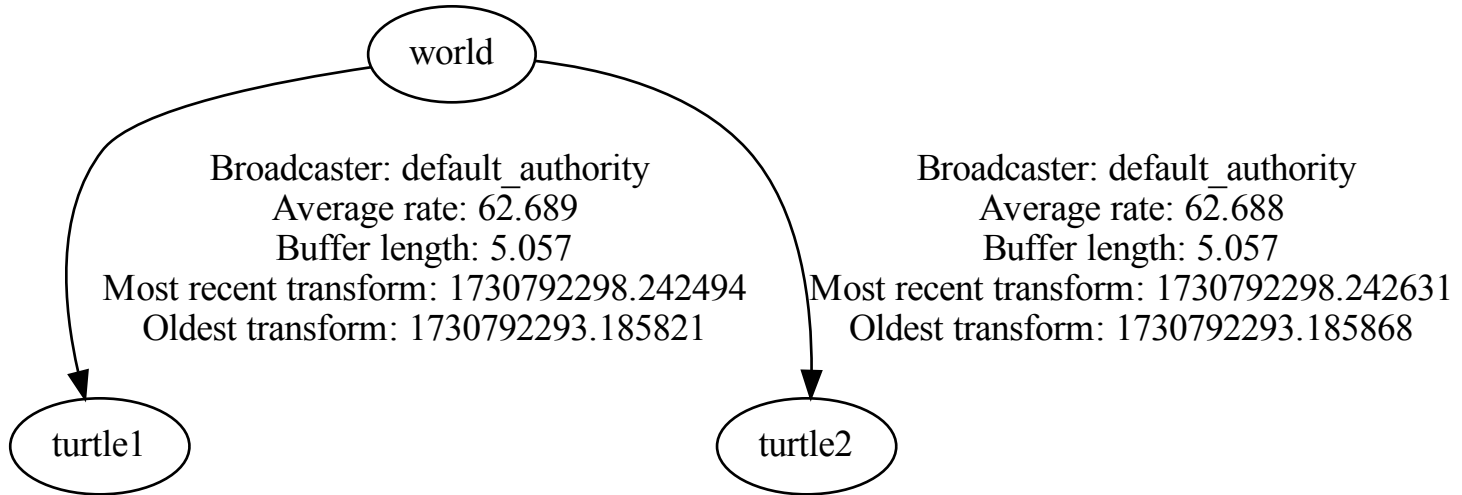 world
Broadcaster: default_authority
Average rate: 62.689
Buffer length: 5.057
Most recent transform: 1730792298.242494
Oldest transform: 1730792293.185821
Broadcaster: default_authority
Average rate: 62.688
Buffer length: 5.057
Most recent transform: 1730792298.242631
Oldest transform: 1730792293.185868
turtle1
turtle2